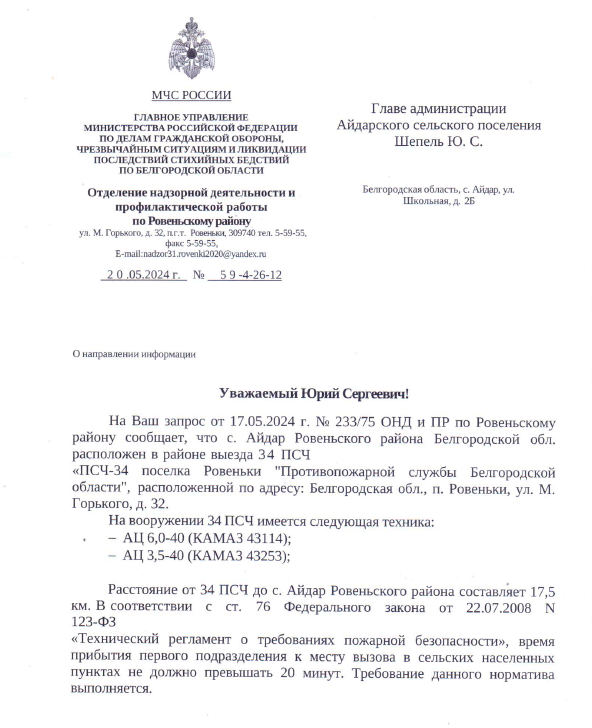 МЧС РОССИИ
ГЛАВНОЕ УПРАВЛЕНИЕ
МИНИСТЕРСТВА РОССИЙСКОЙ ФЕДЕРАЦИИ
ПО ДЕЛАМ ГРАЖДАНСКОЙ ОБОРОНЫ,
ЧРЕЗВЫЧАЙНЫМ СИТУАЦИЯМ И ЛИКВИДАЦИИ
ПОСЛЕДСТВИЙ СТИХИЙНЫХ БЕДСТВИЙ
ПО БЕЛГОРОДСКОЙ ОБЛАСТИ
Отделение надзорной деятельности и
профилактической работы
по Ровеньскому району
ул. М. Горького, д. 32, п.г.т. Ровеньки, 309740 тел. 5-59-55,
факс 5-59-55,
E-mail:nadzor31.rovenki2020@yandex.ru
20.05.2024 г. № 59-4-26-12
Главе администрации
Айдарского сельского поселения
Шепель Ю. С.
Белгородская область, с. Айдар, ул.
Школьная, д. 2Б
О направлении информации
Уважаемый Юрий Сергеевич!
На Ваш запрос от 17.05.2024 г. № 233/75 ОНД и ПР по Ровеньскому
району сообщает, что с. Айдар Ровеньского района Белгородской обл.
расположен в районе выезда 34 ПСЧ
«ПСЧ-34 поселка Ровеньки "Противопожарной службы Белгородской
области", расположенной по адресу: Белгородская обл., п. Ровеньки, ул. М.
Горького, д. 32.
На вооружении 34 ПСЧ имеется следующая техника:
– АЦ 6,0-40 (КАМАЗ 43114);
– АЦ 3,5-40 (КАМАЗ 43253);
Расстояние от 34 ПСЧ до с. Айдар Ровеньского района составляет 17,5
км. В соответствии с ст. 76 Федерального закона от 22.07.2008 N
123-ФЗ
«Технический регламент о требованиях пожарной безопасности», время
прибытия первого подразделения к месту вызова в сельских населенных
пунктах не должно превышать 20 минут. Требование данного норматива
выполняется.